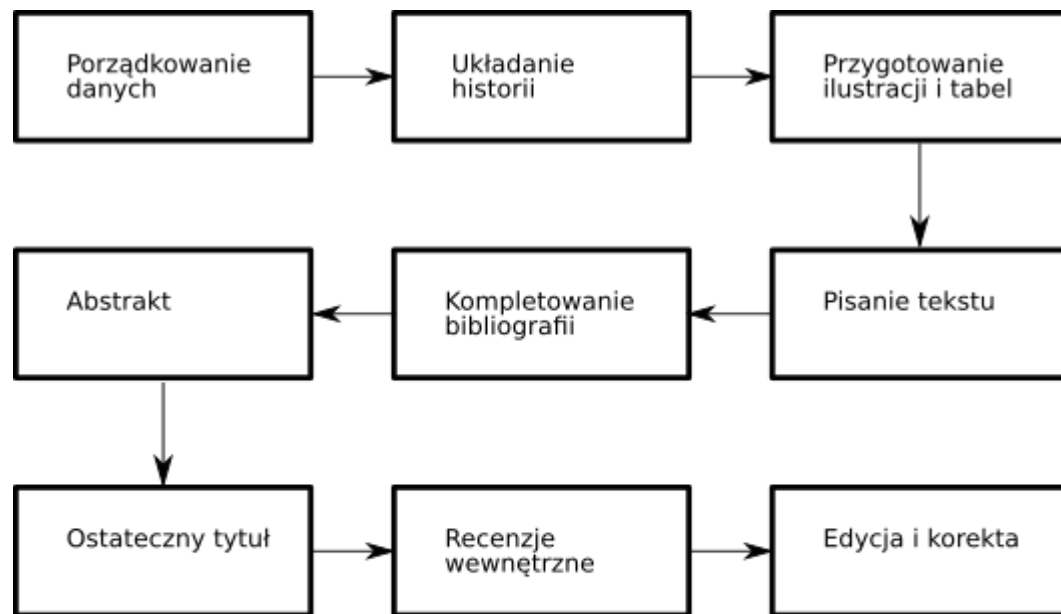 Porządkowanie
danych
Układanie
historii
Przygotowanie
ilustracji i tabel
Pisanie tekstu
Kompletowanie
bibliografii
Abstrakt
Ostateczny tytuł
Recenzje
wewnętrzne
Edycja i korekta